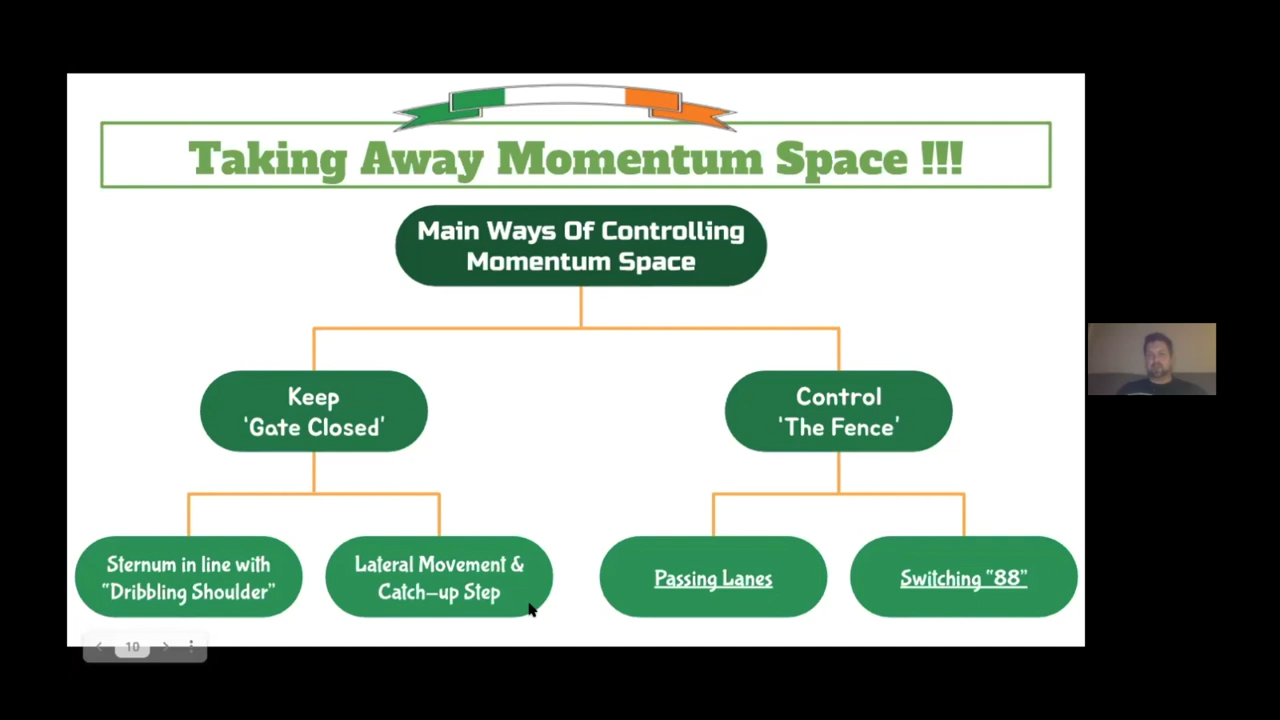 Taking Away Momentum Space !!!
Main Ways Of Controlling
Momentum Space
Keep
'Gate Closed'
Control
'The Fence'
Sternum in line with
"Dribbling Shoulder"
Lateral Movement &
Catch-up Step
Passing Lanes
Switching "88"
10